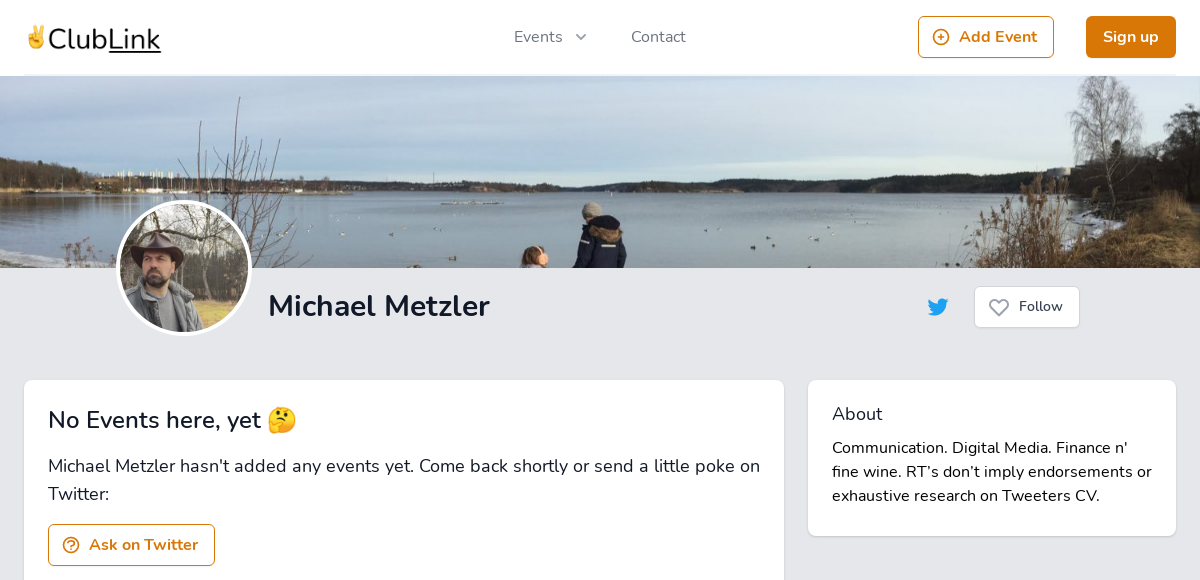 ✌️ClubLink
Events
Contact
Add Event
Sign up
Michael Metzler
Follow
No Events here, yet 🤔
Michael Metzler hasn't added any events yet. Come back shortly or send a little poke on
Twitter:
Ask on Twitter
About
Communication. Digital Media. Finance n'
fine wine. RT’s don’t imply endorsements or
exhaustive research on Tweeters CV.